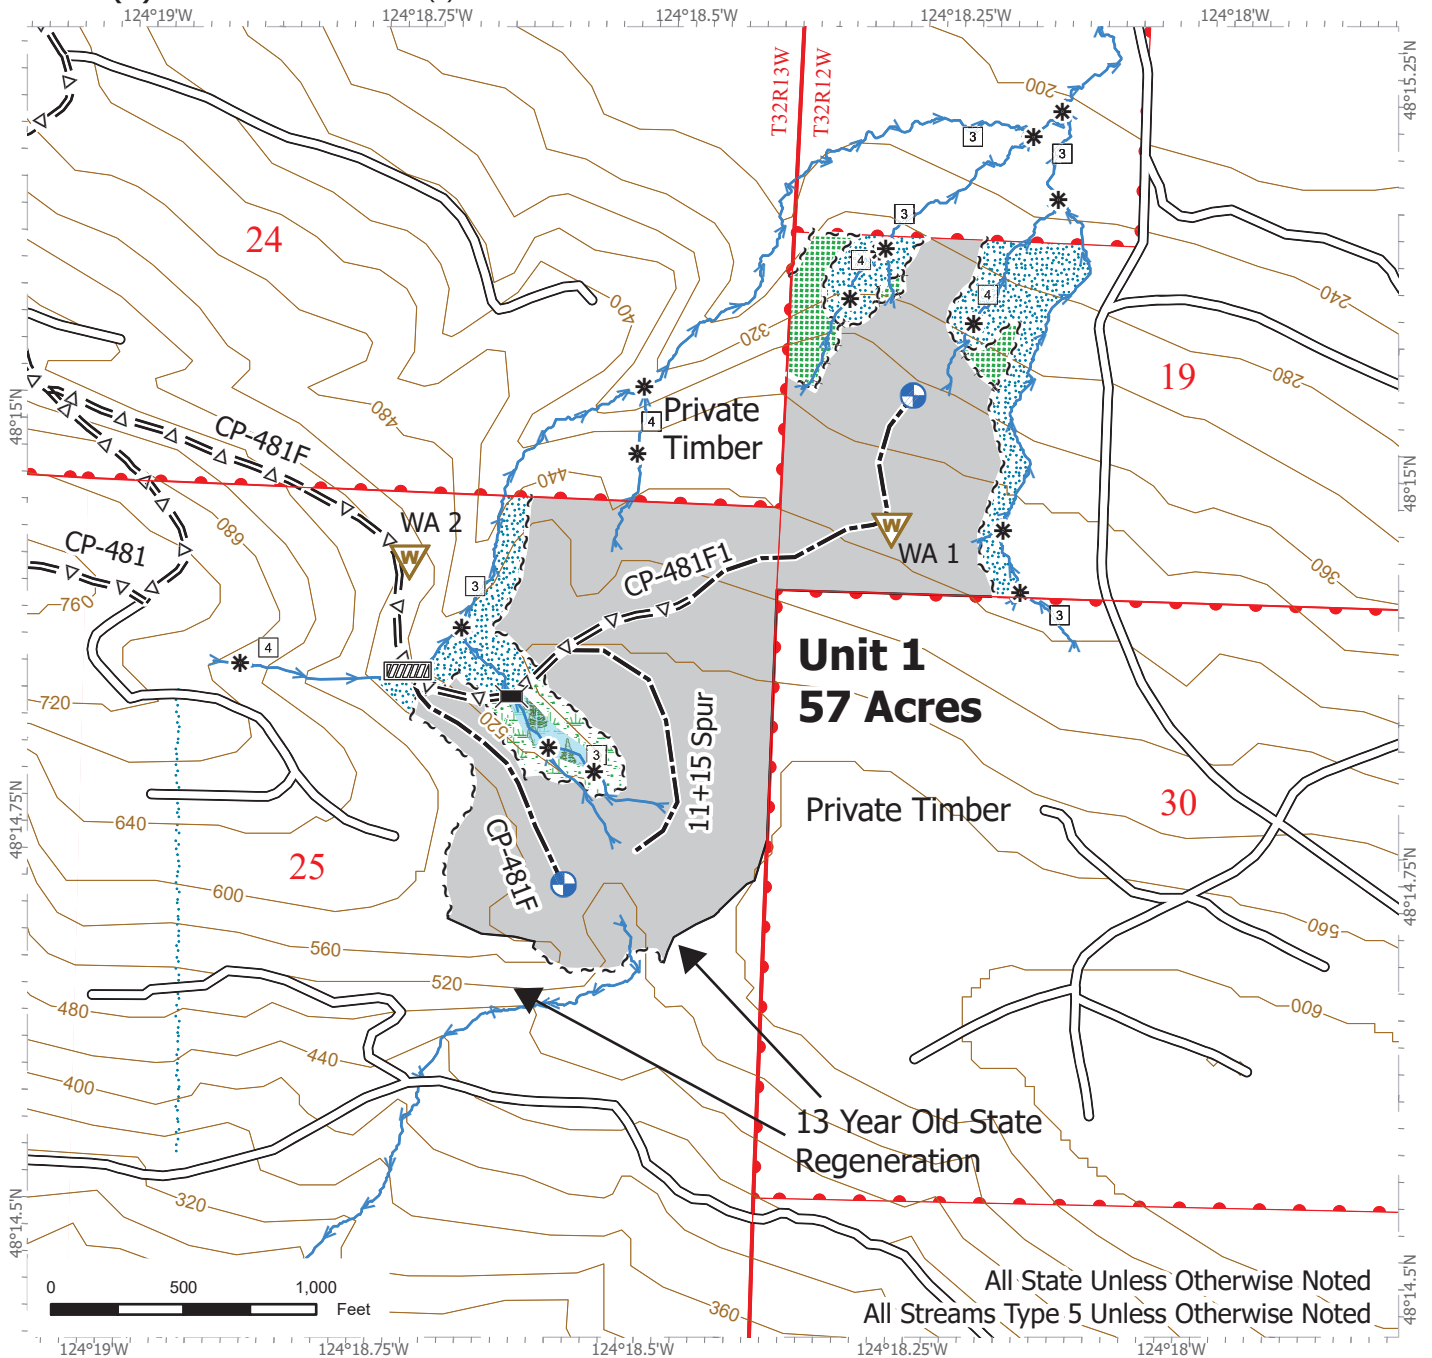 124°19'W
124°18.75'W
124°18.5'W
124°18.25'W
124°18'W
48°15.25'N
T32R13W
T32R12W
200
3
3
3
24
4
4
400
320
240
19
280
480
Private
Timber
4
48°15'N
CP-481F
440
48°15'N
680
WA 2
CP-481
WA 1
CP-481F1
360
760
3
3
4
Unit 1
57 Acres
720
520
3
11+15 Spur
Private Timber
30
48°14.75'N
640
CP-481F
25
600
48°14.75'N
560
560
520
480
600
440
400
13 Year Old State
Regeneration
320
48°14.5'N
48°14.5'N
All State Unless Otherwise Noted
All Streams Type 5 Unless Otherwise Noted
0
500
1,000
Feet
360
124°19'W
124°18.75'W
124°18.5'W
124°18.25'W
124°18'W